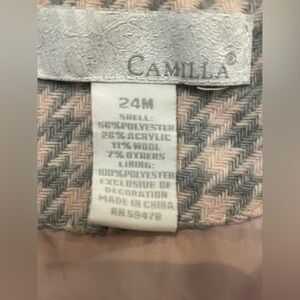 CAMILLA®
24M
SHELL:
56%POLYESTER
26% ACRYLIC
11% WOOL
7% OTHERS
LINING:
100%POLYESTER
EXCLUSIVE OF
DECORATION
MADE IN CHINA
RN 59478